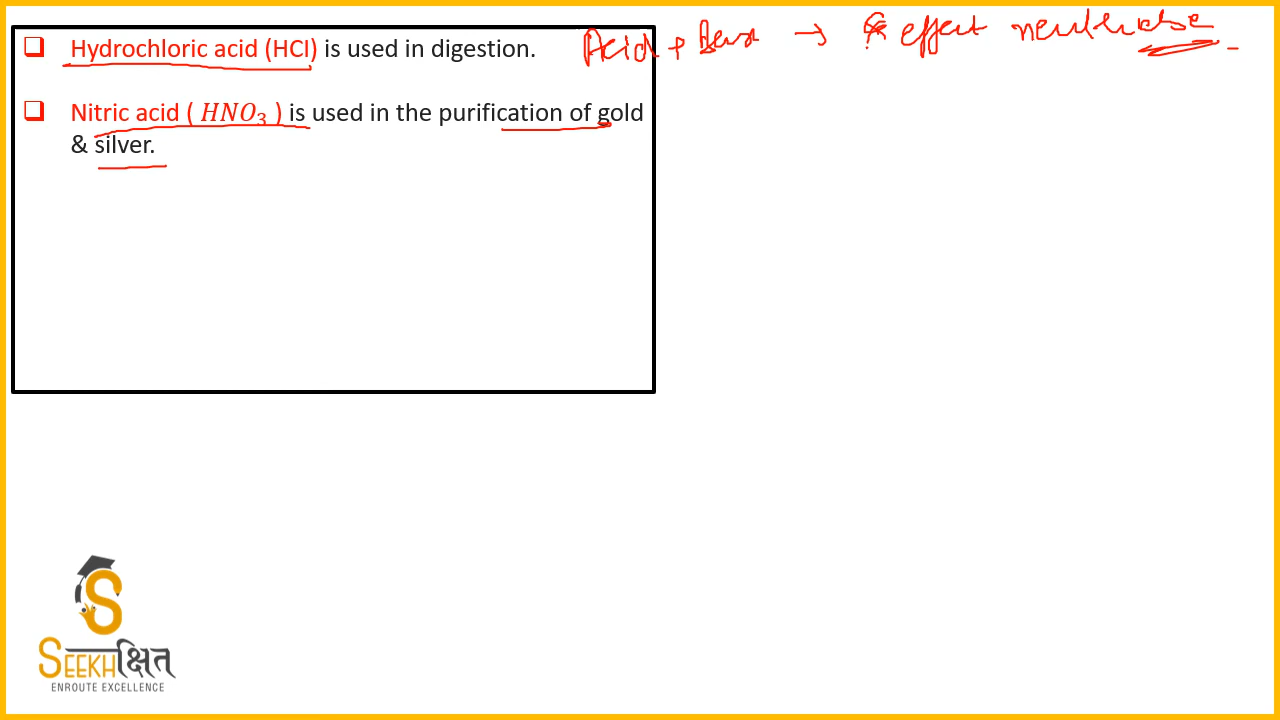 Acid + Base → effect neutralise
Hydrochloric acid (HCl) is used in digestion.
Nitric acid ( HNO₃ ) is used in the purification of gold
& silver.
S
SEEKHक्षित
ENROUTE EXCELLENCE